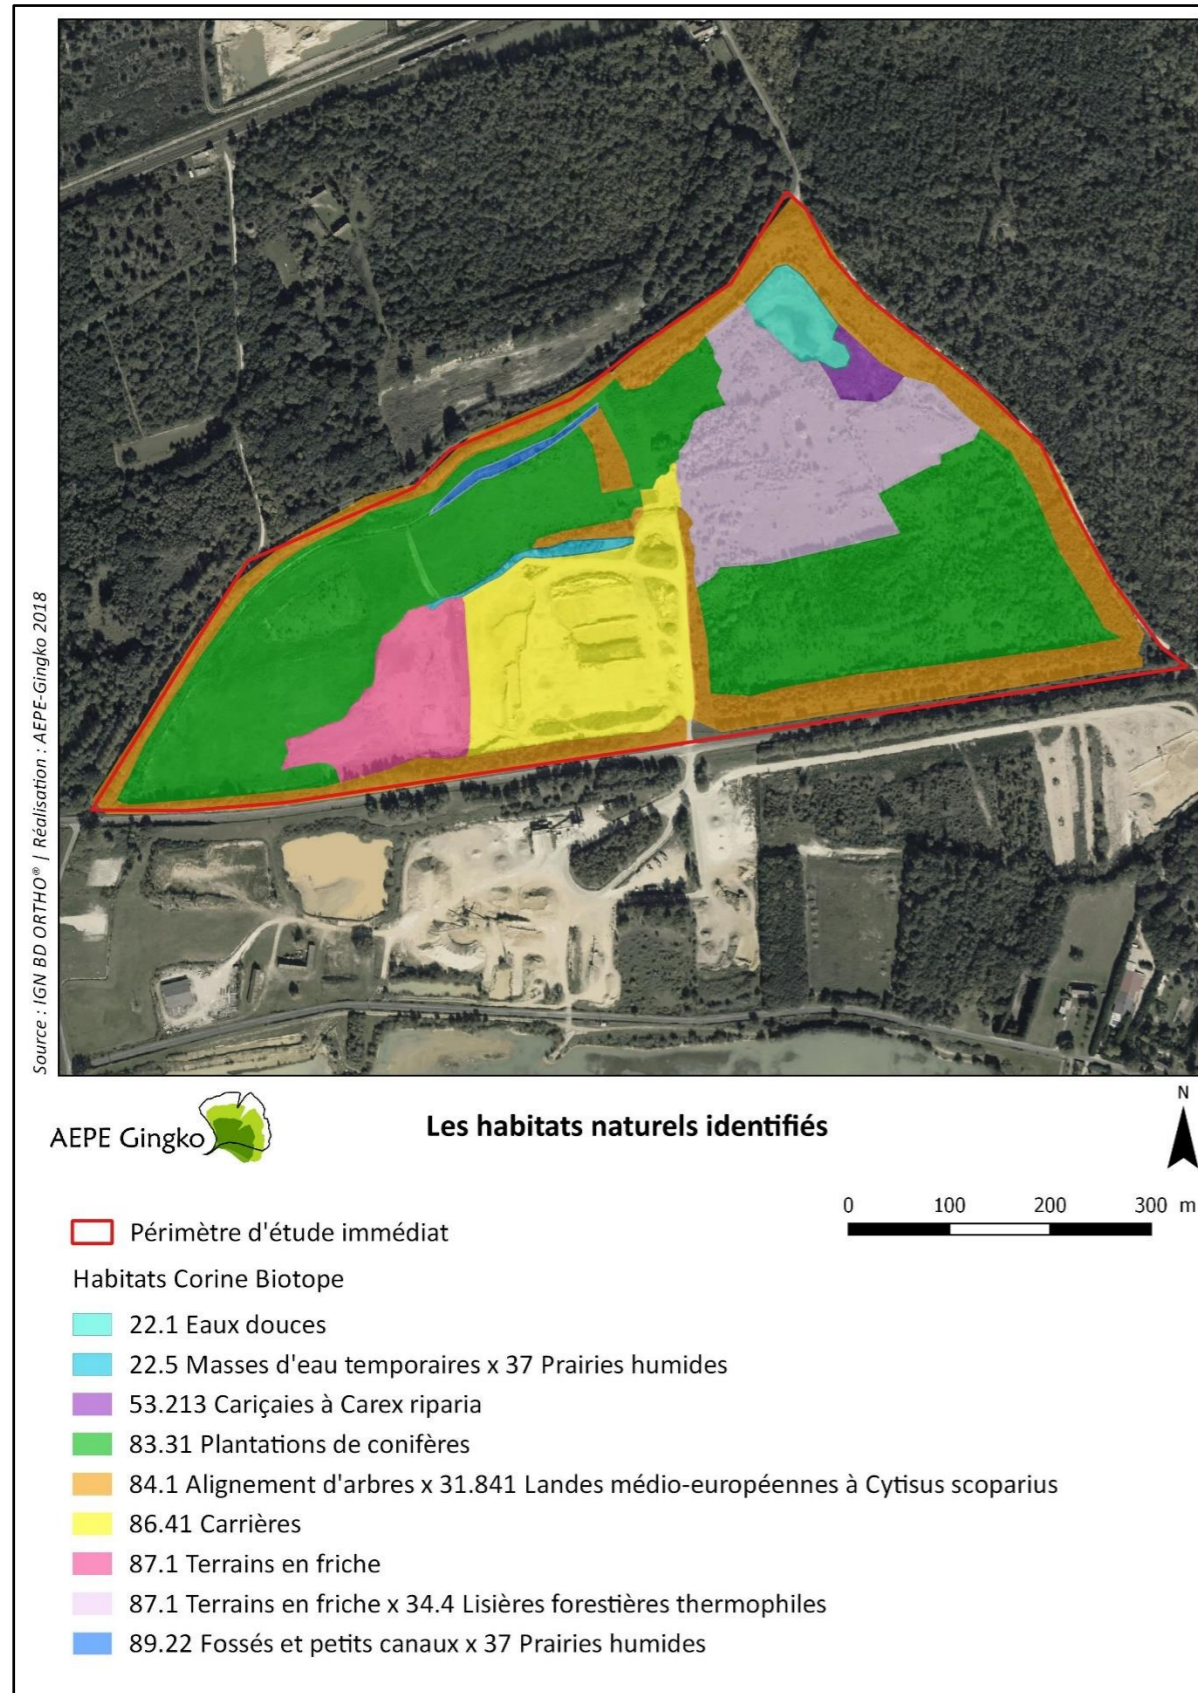 Source : IGN BD ORTHO® | Réalisation : AEPE-Gingko 2018
AEPE Gingko
Les habitats naturels identifiés
N
0 100 200 300 m
Périmètre d'étude immédiat
Habitats Corine Biotope
22.1 Eaux douces
22.5 Masses d'eau temporaires x 37 Prairies humides
53.213 Cariçaies à Carex riparia
83.31 Plantations de conifères
84.1 Alignement d'arbres x 31.841 Landes médio-européennes à Cytisus scoparius
86.41 Carrières
87.1 Terrains en friche
87.1 Terrains en friche x 34.4 Lisières forestières thermophiles
89.22 Fossés et petits canaux x 37 Prairies humides